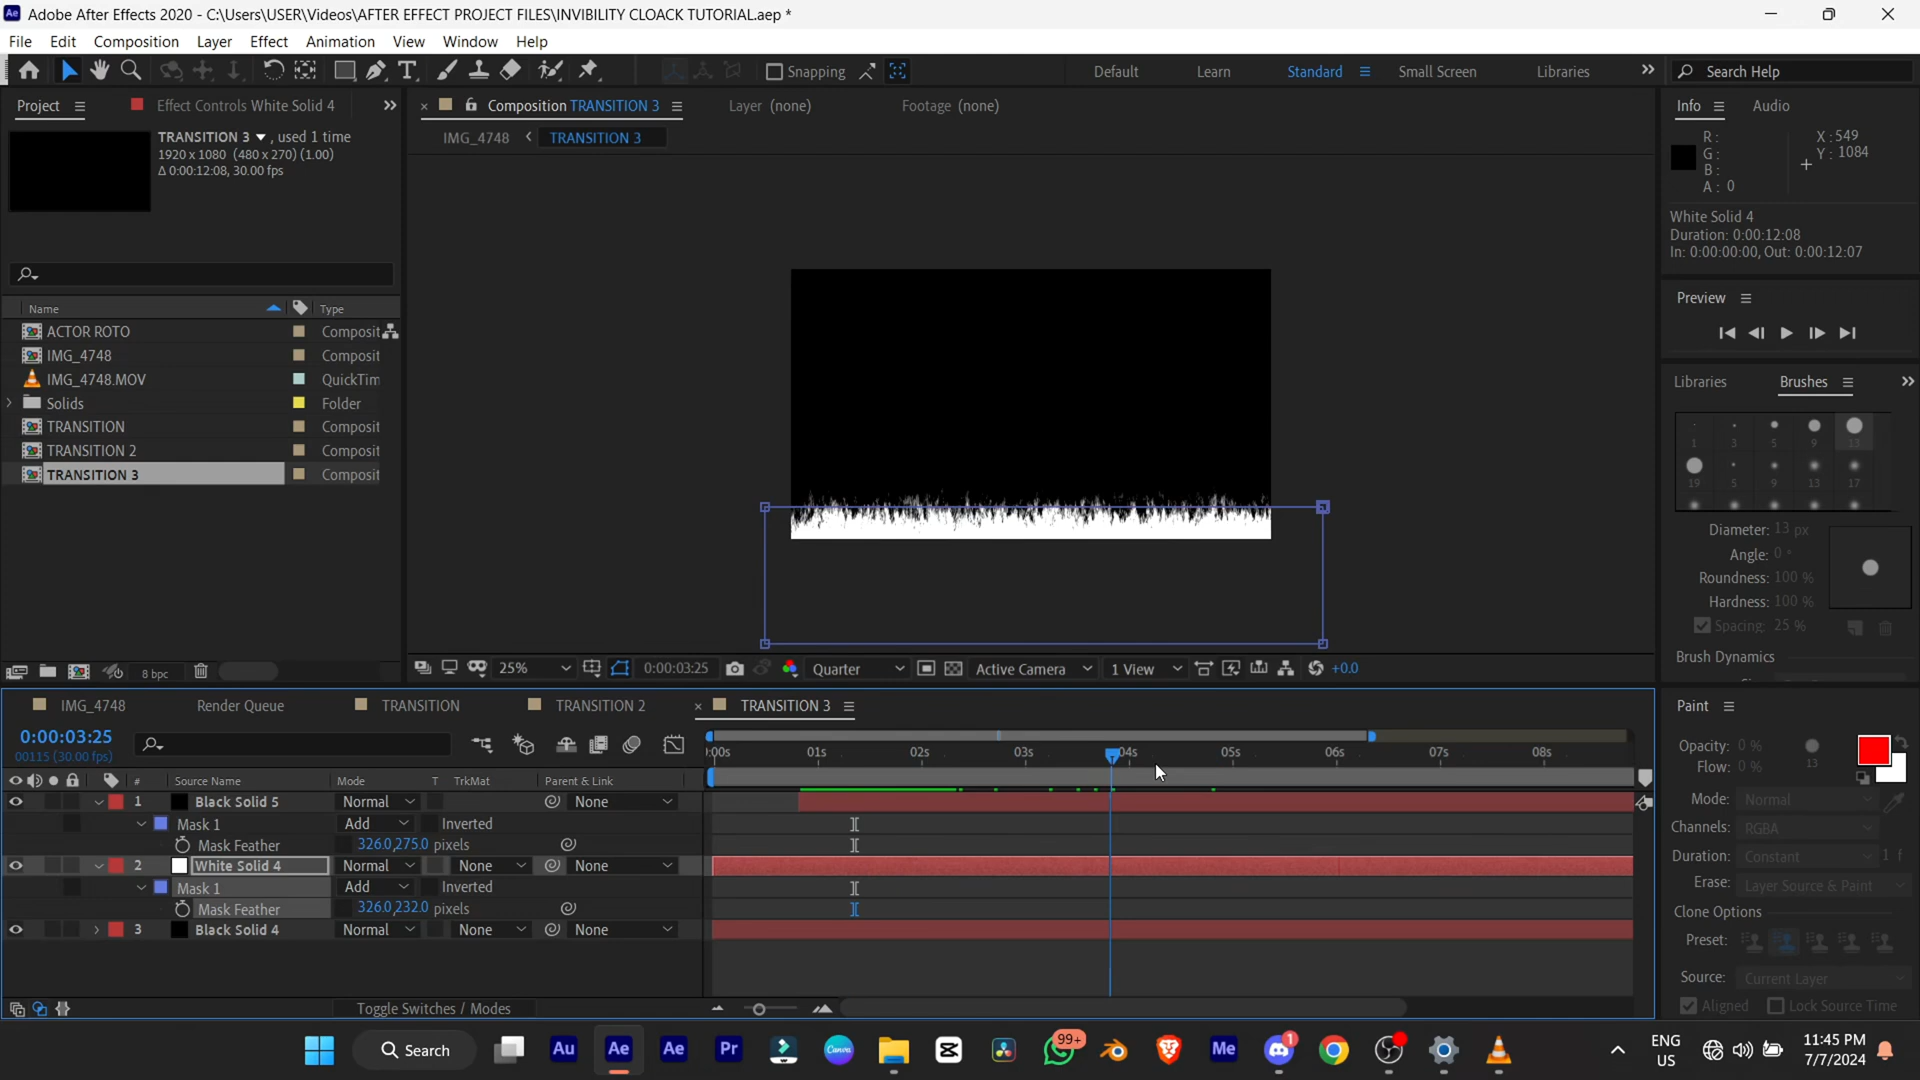 Adobe After Effects 2020 - C:\Users\USER\Videos\AFTER EFFECT PROJECT FILES\INVIBILITY CLOACK TUTORIAL.aep *
File Edit Composition Layer Effect Animation View Window Help
Snapping Default Learn Standard Small Screen Libraries Search Help
Project Effect Controls White Solid 4
TRANSITION 3 , used 1 time
1920 x 1080 (480 x 270) (1.00)
Δ 0:00:12:08, 30.00 fps
Name Type
ACTOR ROTO Composit
IMG_4748 Composit
IMG_4748.MOV QuickTim
Solids Folder
TRANSITION Composit
TRANSITION 2 Composit
TRANSITION 3 Composit
8 bpc
Composition TRANSITION 3 Layer (none) Footage (none)
IMG_4748 TRANSITION 3
25% 0:00:03:25 Quarter Active Camera 1 View +0.0
Info Audio
R: X: 549
G: Y: 1084
B:
A: 0
White Solid 4
Duration: 0:00:12:08
In: 0:00:00:00, Out: 0:00:12:07
Preview
Libraries Brushes
1 3 5 9 13
19 5 9 13 17
Diameter: 13 px
Angle: 0°
Roundness: 100 %
Hardness: 100 %
Spacing: 25 %
Brush Dynamics
IMG_4748 Render Queue TRANSITION TRANSITION 2 TRANSITION 3
0:00:03:25
00115 (30.00 fps)
:00s 01s 02s 03s 04s 05s 06s 07s 08s
# Source Name Mode T TrkMat Parent & Link
1 Black Solid 5 Normal None
Mask 1 Add Inverted
Mask Feather 326.0,275.0 pixels
2 White Solid 4 Normal None None
Mask 1 Add Inverted
Mask Feather 326.0,232.0 pixels
3 Black Solid 4 Normal None None
Toggle Switches / Modes
Paint
Opacity: 0 %
Flow: 0 % 13
Mode: Normal
Channels: RGBA
Duration: Constant 1 f
Erase: Layer Source & Paint
Clone Options
Preset:
Source: Current Layer
Aligned Lock Source Time
Search Au Ae Ae Pr Canva 99+ Me 1
ENG
US
11:45 PM
7/7/2024